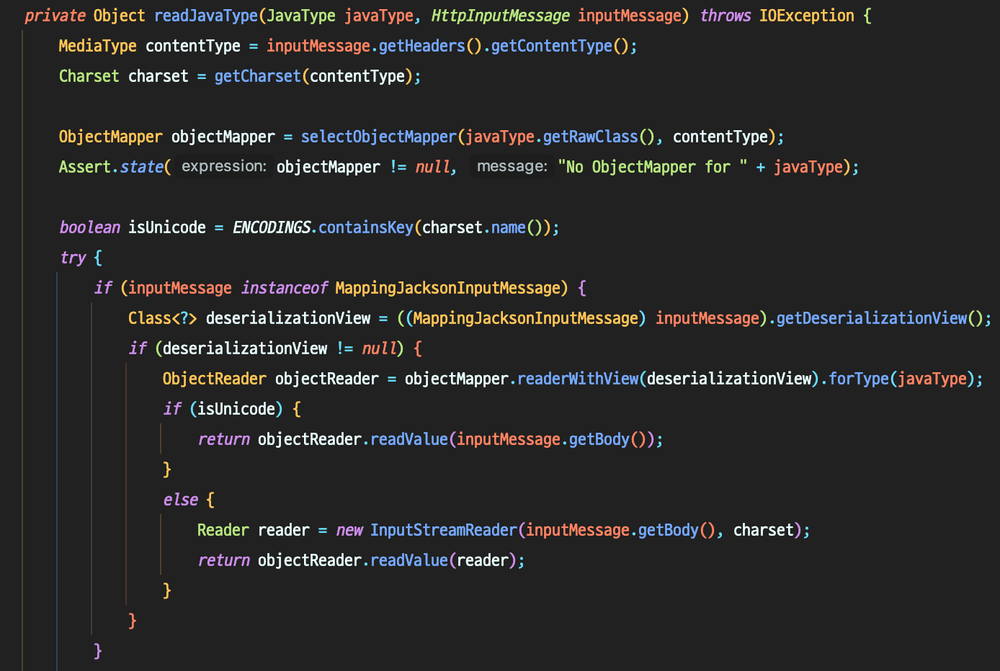 private Object readJavaType(JavaType javaType, HttpInputMessage inputMessage) throws IOException {
MediaType contentType = inputMessage.getHeaders().getContentType();
Charset charset = getCharset(contentType);
ObjectMapper objectMapper = selectObjectMapper(javaType.getRawClass(), contentType);
Assert.state( expression: objectMapper != null, message: "No ObjectMapper for " + javaType);
boolean isUnicode = ENCODINGS.containsKey(charset.name());
try {
if (inputMessage instanceof MappingJacksonInputMessage) {
Class<?> deserializationView = ((MappingJacksonInputMessage) inputMessage).getDeserializationView();
if (deserializationView != null) {
ObjectReader objectReader = objectMapper.readerWithView(deserializationView).forType(javaType);
if (isUnicode) {
return objectReader.readValue(inputMessage.getBody());
}
else {
Reader reader = new InputStreamReader(inputMessage.getBody(), charset);
return objectReader.readValue(reader);
}
}
}